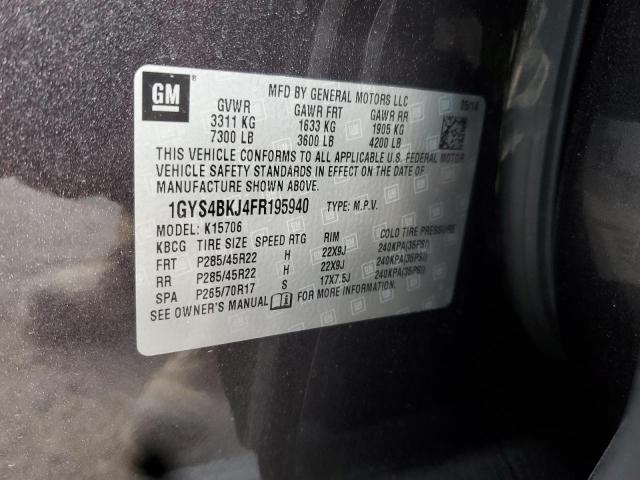 GM
MFD BY GENERAL MOTORS LLC 05/14
GVWR GAWR FRT GAWR RR
3311 KG 1633 KG 1905 KG
7300 LB 3600 LB 4200 LB
THIS VEHICLE CONFORMS TO ALL APPLICABLE U.S. FEDERAL MOTOR
VEHICLE SAFETY STANDARDS IN EFFECT ON THE DATE OF
MANUFACTURE SHOWN ABOVE.
1GYS4BKJ4FR195940 TYPE: M.P.V.
MODEL: K15706
KBCG TIRE SIZE SPEED RTG RIM COLD TIRE PRESSURE
FRT P285/45R22 H 22X9J 240KPA(35PSI)
RR P285/45R22 H 22X9J 240KPA(35PSI)
SPA P265/70R17 S 17X7.5J 240KPA(35PSI)
SEE OWNER'S MANUAL FOR MORE INFORMATION.